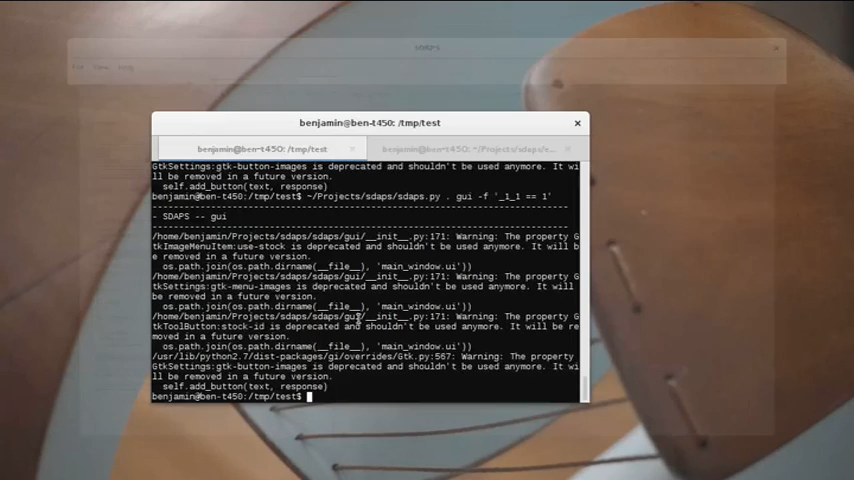 SDAPS
File View Help
benjamin@ben-t450: /tmp/test
benjamin@ben-t450: /tmp/test
benjamin@ben-t450: ~/Projects/sdaps/e...
GtkSettings:gtk-button-images is deprecated and shouldn't be used anymore. It wi
ll be removed in a future version.
self.add_button(text, response)
benjamin@ben-t450:/tmp/test$ ~/Projects/sdaps/sdaps.py . gui -f '_1_1 == 1'
--------------------------------------------------------------------------------
- SDAPS -- gui
--------------------------------------------------------------------------------
/home/benjamin/Projects/sdaps/sdaps/gui/__init__.py:171: Warning: The property G
tkImageMenuItem:use-stock is deprecated and shouldn't be used anymore. It will b
e removed in a future version.
os.path.join(os.path.dirname(__file__), 'main_window.ui'))
/home/benjamin/Projects/sdaps/sdaps/gui/__init__.py:171: Warning: The property G
tkSettings:gtk-menu-images is deprecated and shouldn't be used anymore. It will
be removed in a future version.
os.path.join(os.path.dirname(__file__), 'main_window.ui'))
/home/benjamin/Projects/sdaps/sdaps/gui/__init__.py:171: Warning: The property G
tkToolButton:stock-id is deprecated and shouldn't be used anymore. It will be re
moved in a future version.
os.path.join(os.path.dirname(__file__), 'main_window.ui'))
/usr/lib/python2.7/dist-packages/gi/overrides/Gtk.py:567: Warning: The property
GtkSettings:gtk-button-images is deprecated and shouldn't be used anymore. It wi
ll be removed in a future version.
self.add_button(text, response)
benjamin@ben-t450:/tmp/test$